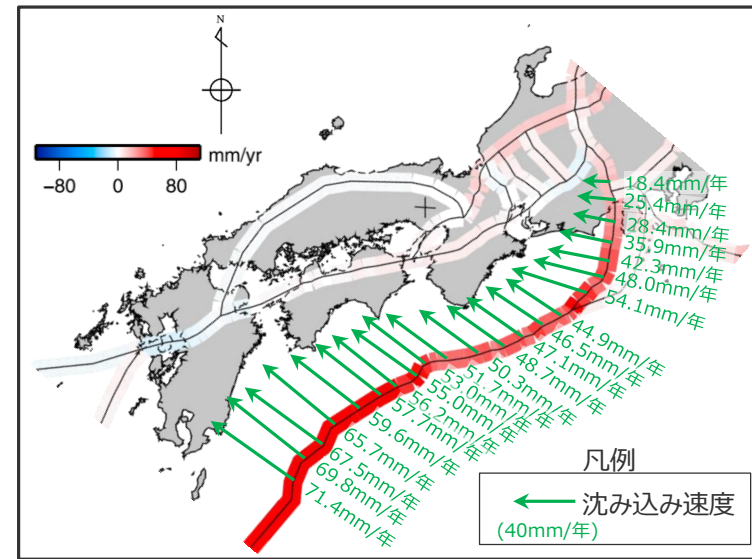 N
mm/yr
−80 0 80
18.4mm/年
25.4mm/年
28.4mm/年
35.9mm/年
42.3mm/年
48.0mm/年
54.1mm/年
44.9mm/年
46.5mm/年
47.1mm/年
48.7mm/年
50.3mm/年
51.7mm/年
53.0mm/年
55.0mm/年
56.2mm/年
57.7mm/年
59.6mm/年
65.7mm/年
67.5mm/年
69.8mm/年
71.4mm/年
凡例
沈み込み速度
(40mm/年)